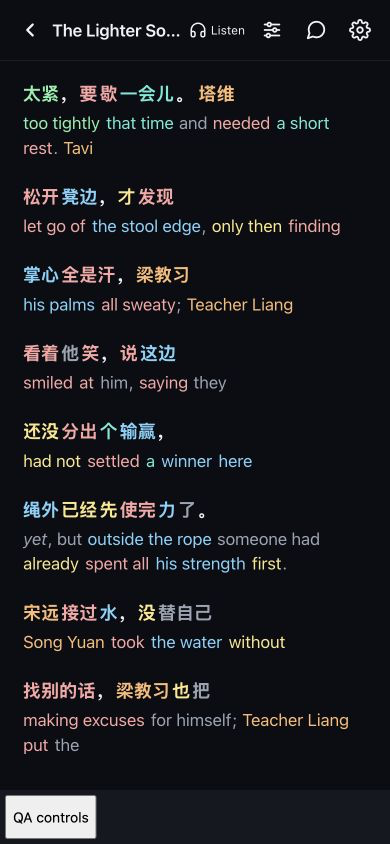 The Lighter So...
Listen
太紧，要歇一会儿。塔维
too tightly that time and needed a short
rest. Tavi
松开凳边，才发现
let go of the stool edge, only then finding
掌心全是汗，梁教习
his palms all sweaty; Teacher Liang
看着他笑，说这边
smiled at him, saying they
还没分出个输赢，
had not settled a winner here
绳外已经先使完力了。
yet, but outside the rope someone had
already spent all his strength first.
宋远接过水，没替自己
Song Yuan took the water without
找别的话，梁教习也把
making excuses for himself; Teacher Liang
put the
QA controls